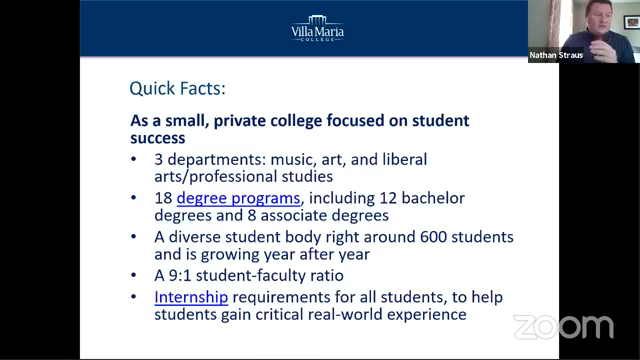 Villa Maria
COLLEGE
Nathan Straus
Quick Facts:
As a small, private college focused on student
success
• 3 departments: music, art, and liberal
arts/professional studies
• 18 degree programs, including 12 bachelor
degrees and 8 associate degrees
• A diverse student body right around 600 students
and is growing year after year
• A 9:1 student-faculty ratio
• Internship requirements for all students, to help
students gain critical real-world experience
zoom